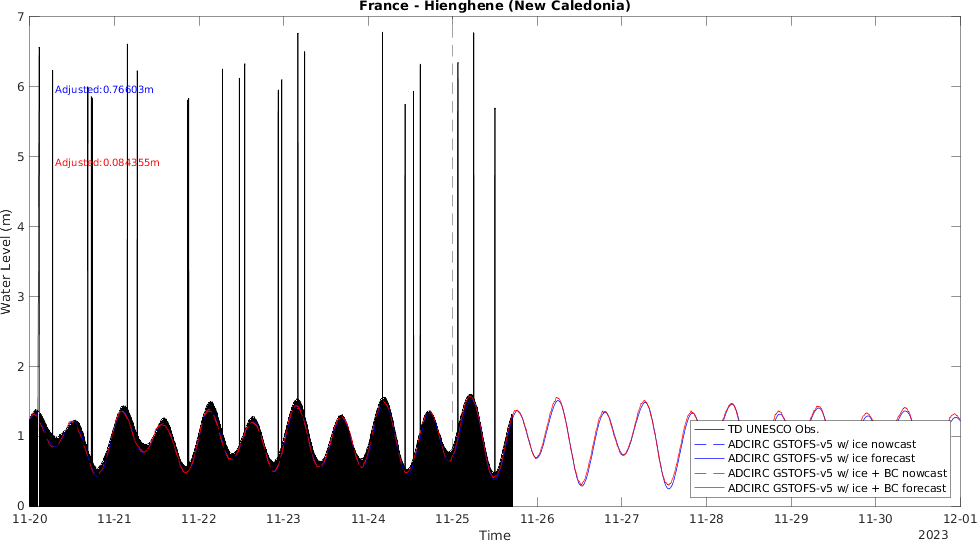 France - Hienghene (New Caledonia)
7
6
5
4
3
2
1
0
Water Level (m)
Adjusted:0.76603m
Adjusted:0.084355m
TD UNESCO Obs.
ADCIRC GSTOFS-v5 w/ ice nowcast
ADCIRC GSTOFS-v5 w/ ice forecast
ADCIRC GSTOFS-v5 w/ ice + BC nowcast
ADCIRC GSTOFS-v5 w/ ice + BC forecast
11-20 11-21 11-22 11-23 11-24 11-25 11-26 11-27 11-28 11-29 11-30 12-01
Time
2023